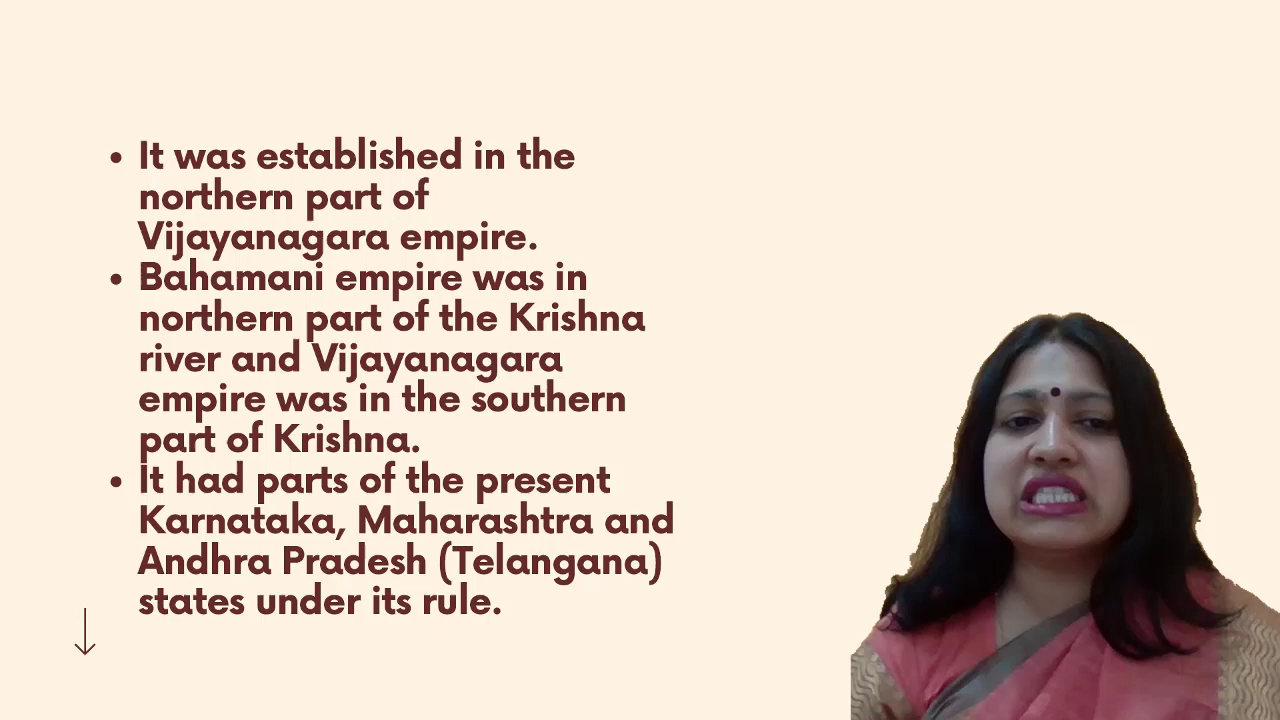 • It was established in the
northern part of
Vijayanagara empire.
• Bahamani empire was in
northern part of the Krishna
river and Vijayanagara
empire was in the southern
part of Krishna.
• It had parts of the present
Karnataka, Maharashtra and
Andhra Pradesh (Telangana)
states under its rule.